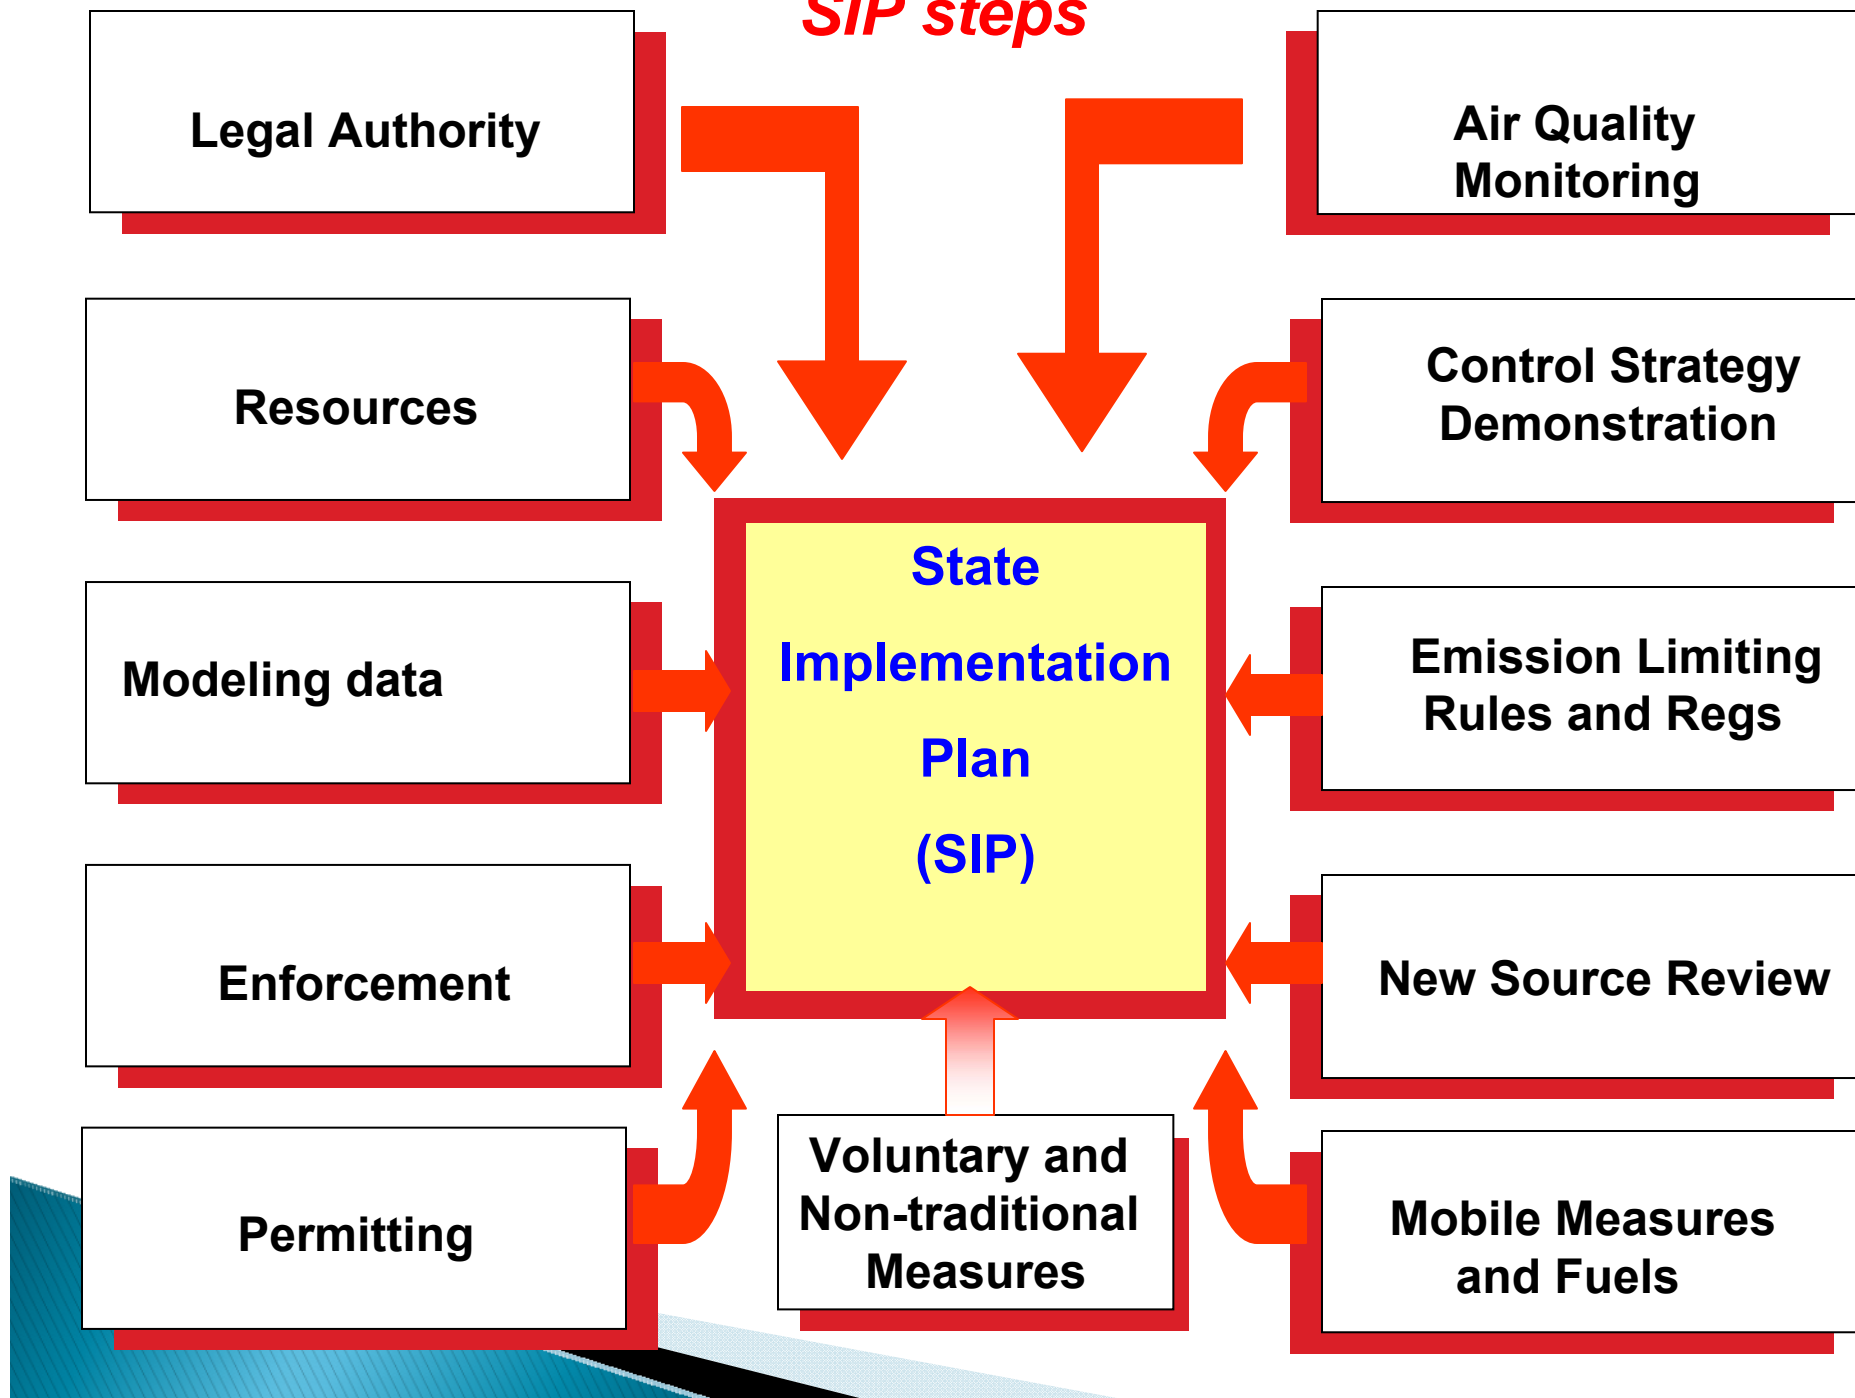 SIP steps
Legal Authority
Resources
Modeling data
Enforcement
Permitting
State
Implementation
Plan
(SIP)
Voluntary and
Non-traditional
Measures
Air Quality
Monitoring
Control Strategy
Demonstration
Emission Limiting
Rules and Regs
New Source Review
Mobile Measures
and Fuels